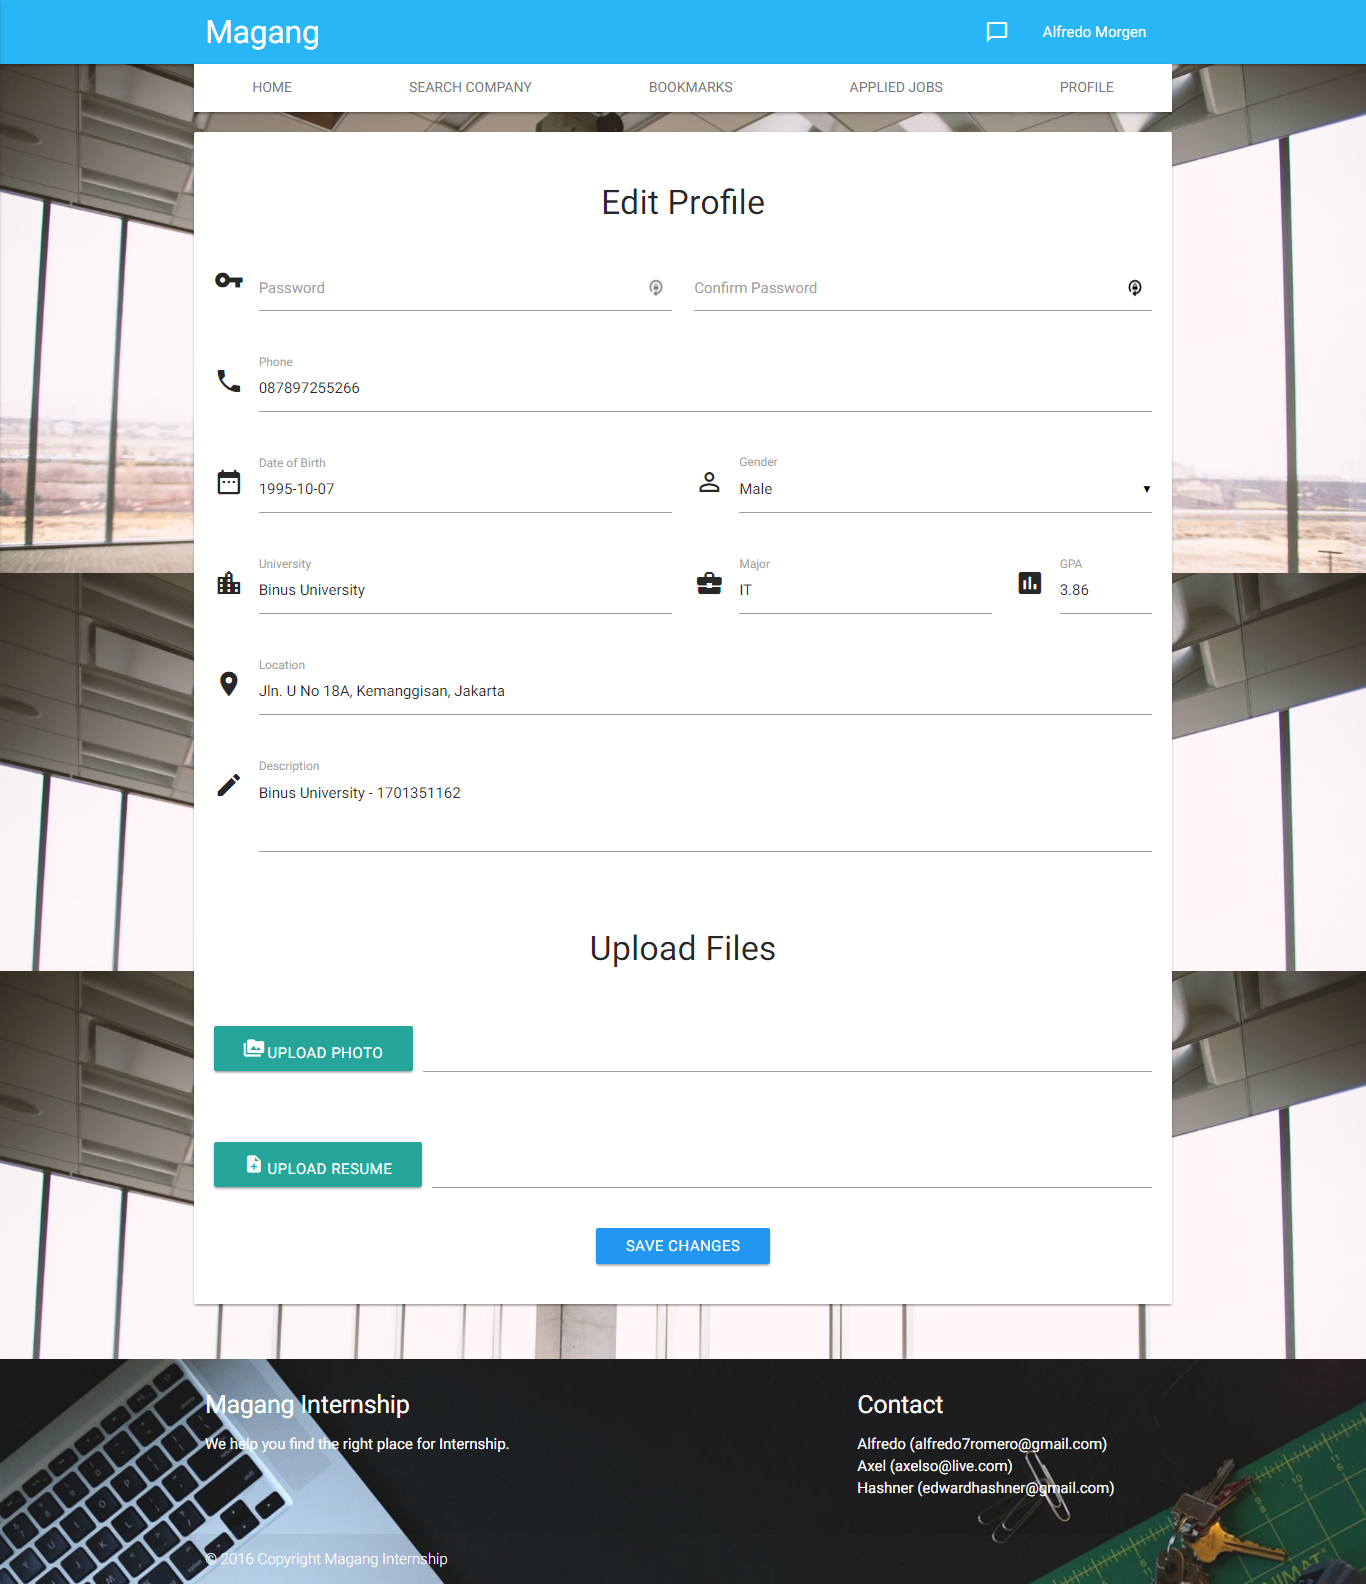 Magang
Alfredo Morgen
HOME SEARCH COMPANY BOOKMARKS APPLIED JOBS PROFILE
Edit Profile
Password Confirm Password
Phone
087897255266
Date of Birth Gender
1995-10-07 Male
University Major GPA
Binus University IT 3.86
Location
Jln. U No 18A, Kemanggisan, Jakarta
Description
Binus University - 1701351162
Upload Files
UPLOAD PHOTO
UPLOAD RESUME
SAVE CHANGES
Magang Internship
We help you find the right place for Internship.
Contact
Alfredo (alfredo7romero@gmail.com)
Axel (axelso@live.com)
Hashner (edwardhashner@gmail.com)
© 2016 Copyright Magang Internship